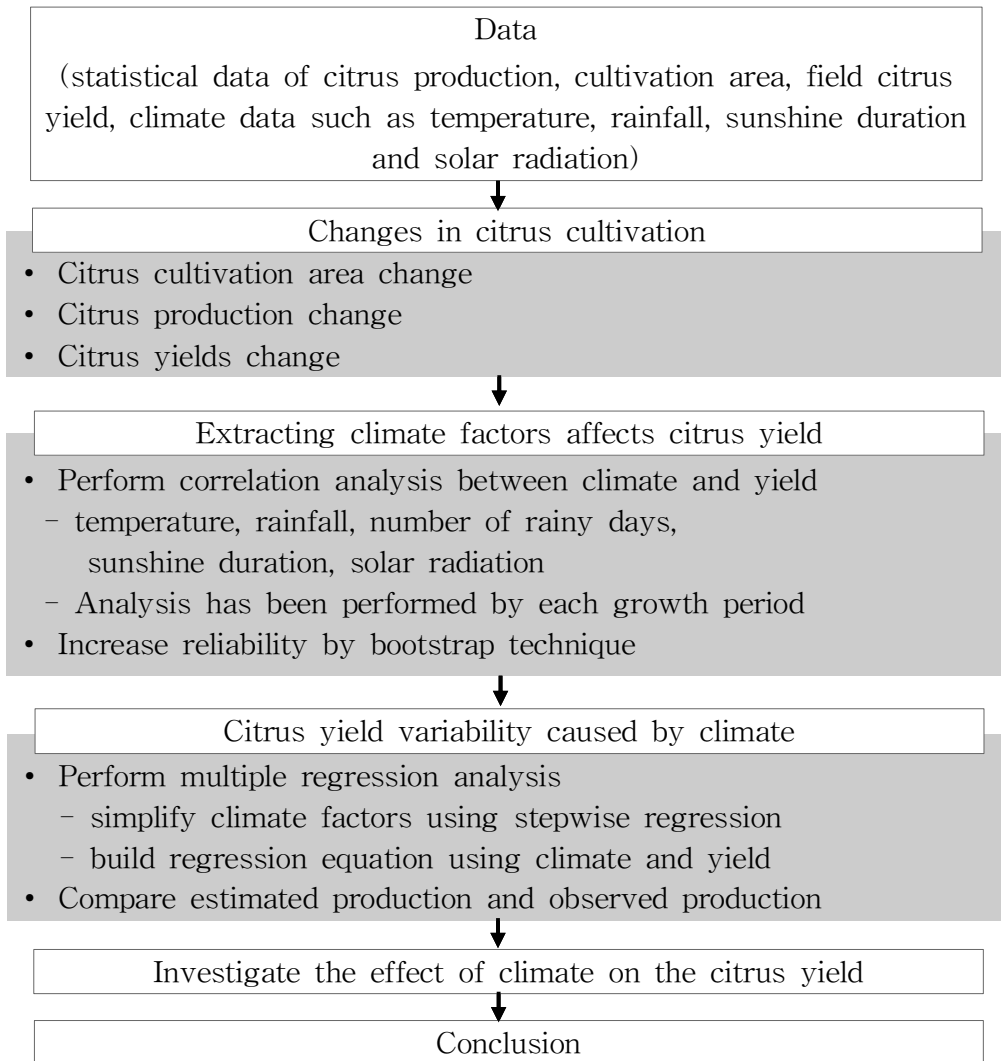 Data
(statistical data of citrus production, cultivation area, field citrus
yield, climate data such as temperature, rainfall, sunshine duration
and solar radiation)
Changes in citrus cultivation
• Citrus cultivation area change
• Citrus production change
• Citrus yields change
Extracting climate factors affects citrus yield
• Perform correlation analysis between climate and yield
- temperature, rainfall, number of rainy days,
sunshine duration, solar radiation
- Analysis has been performed by each growth period
• Increase reliability by bootstrap technique
Citrus yield variability caused by climate
• Perform multiple regression analysis
- simplify climate factors using stepwise regression
- build regression equation using climate and yield
• Compare estimated production and observed production
Investigate the effect of climate on the citrus yield
Conclusion